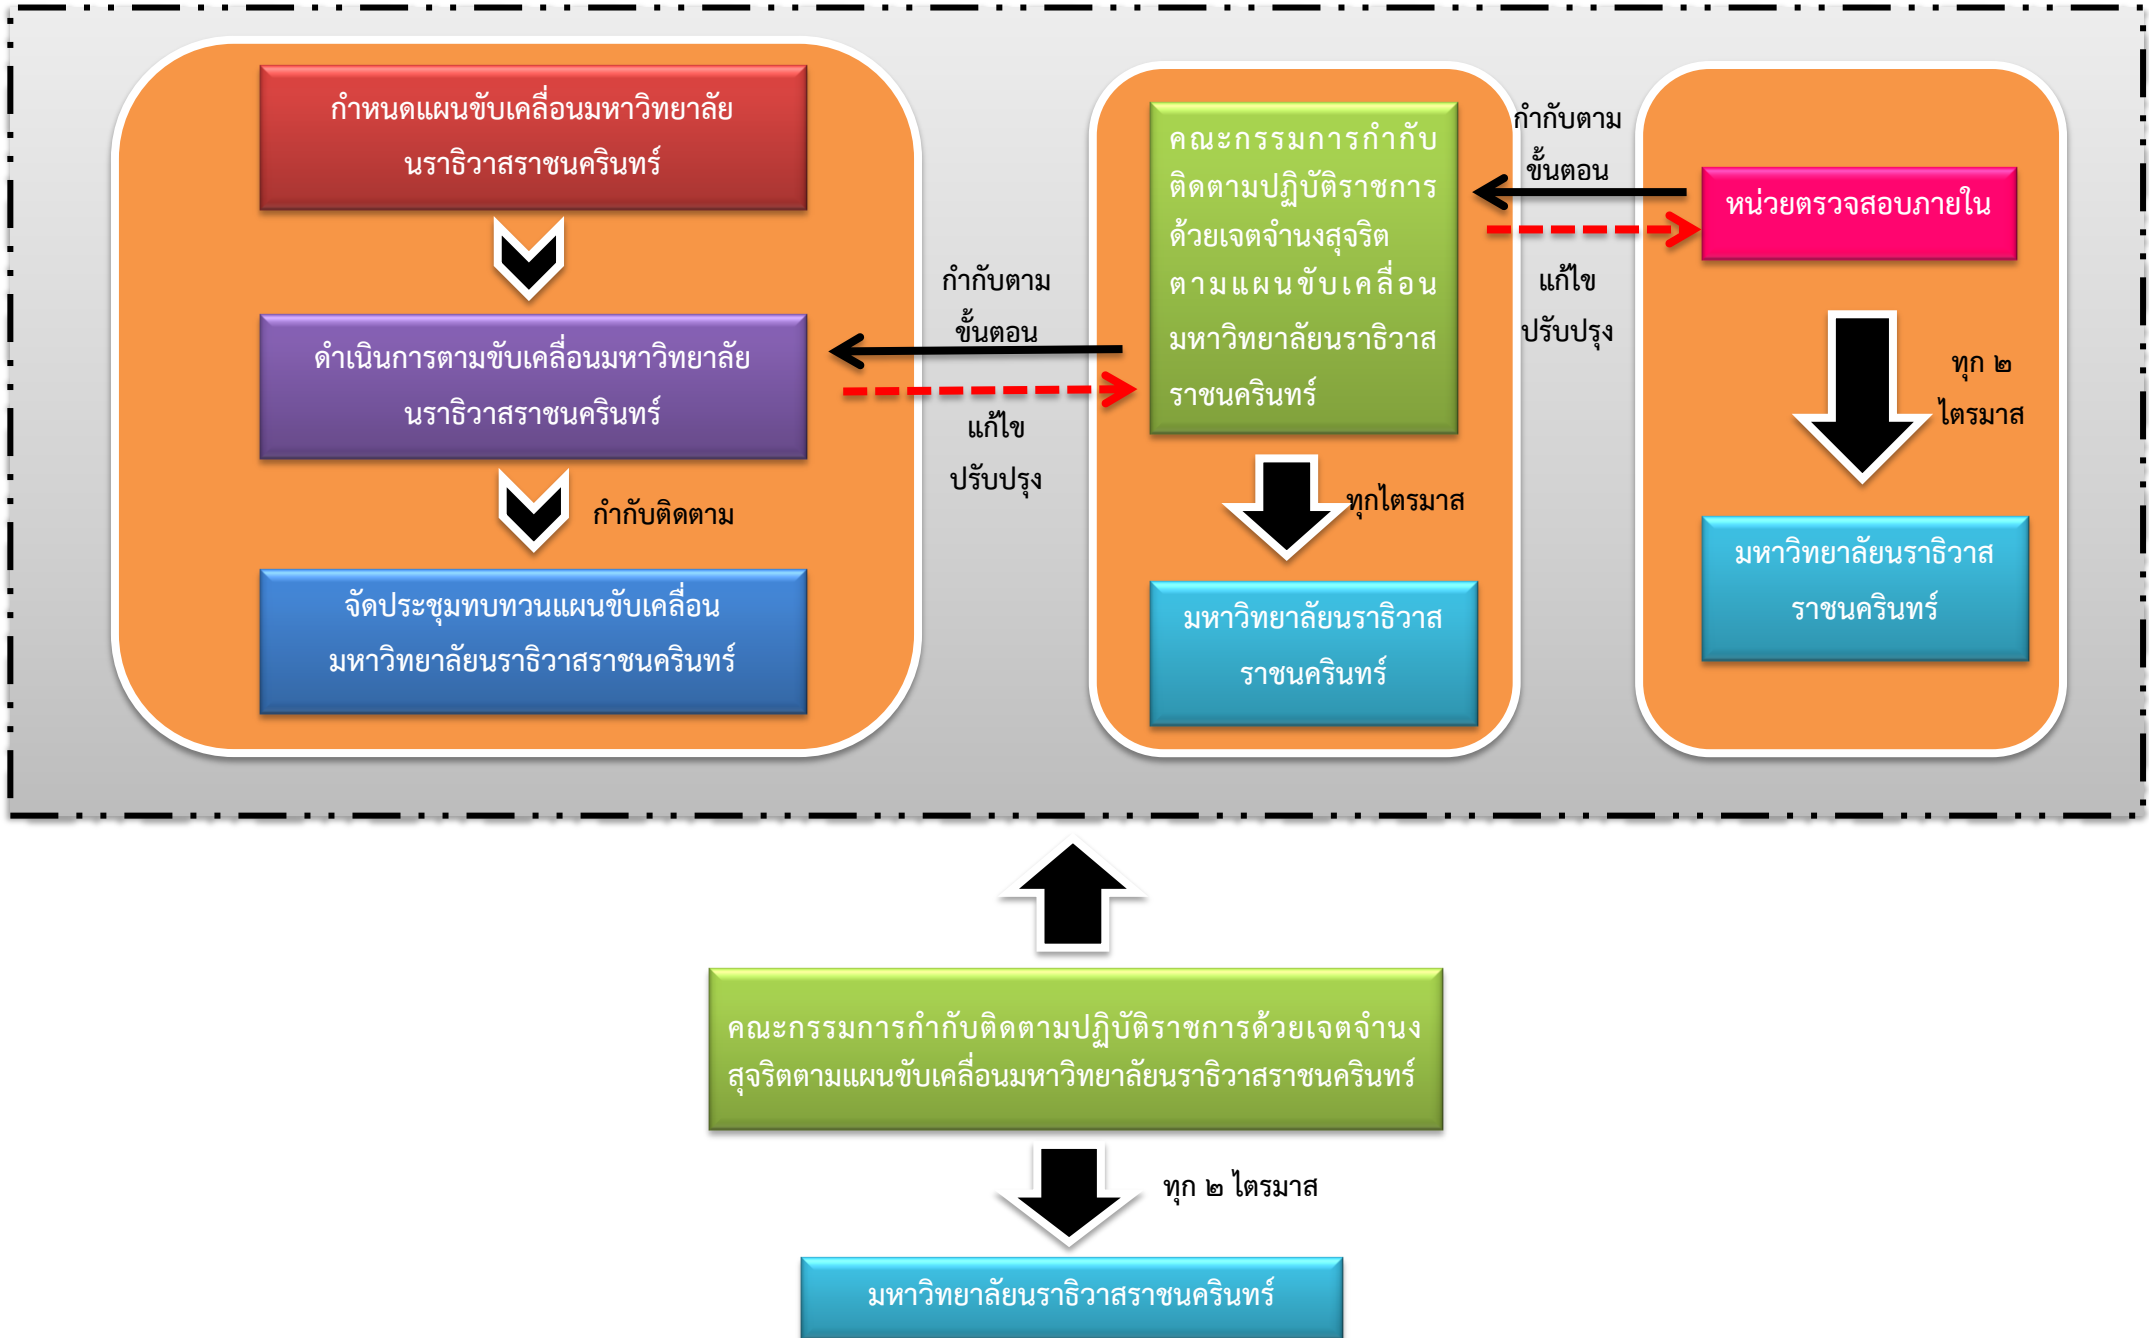 กำหนดแผนขับเคลื่อนมหาวิทยาลัย
นราธิวาสราชนครินทร์
ดำเนินการตามขับเคลื่อนมหาวิทยาลัย
นราธิวาสราชนครินทร์
กำกับติดตาม
จัดประชุมทบทวนแผนขับเคลื่อน
มหาวิทยาลัยนราธิวาสราชนครินทร์
กำกับตาม
ขั้นตอน
แก้ไข
ปรับปรุง
คณะกรรมการกำกับ
ติดตามปฏิบัติราชการ
ด้วยเจตจำนงสุจริต
ตามแผนขับเคลื่อน
มหาวิทยาลัยนราธิวาส
ราชนครินทร์
ทุกไตรมาส
มหาวิทยาลัยนราธิวาส
ราชนครินทร์
กำกับตาม
ขั้นตอน
แก้ไข
ปรับปรุง
หน่วยตรวจสอบภายใน
ทุก ๒
ไตรมาส
มหาวิทยาลัยนราธิวาส
ราชนครินทร์
คณะกรรมการกำกับติดตามปฏิบัติราชการด้วยเจตจำนง
สุจริตตามแผนขับเคลื่อนมหาวิทยาลัยนราธิวาสราชนครินทร์
ทุก ๒ ไตรมาส
มหาวิทยาลัยนราธิวาสราชนครินทร์